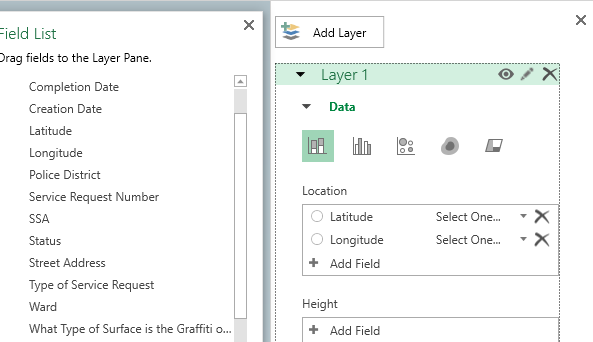 Field List
Drag fields to the Layer Pane.
Completion Date
Creation Date
Latitude
Longitude
Police District
Service Request Number
SSA
Status
Street Address
Type of Service Request
Ward
What Type of Surface is the Graffiti o...
Add Layer
Layer 1
Data
Location
Latitude Select One...
Longitude Select One...
Add Field
Height
Add Field